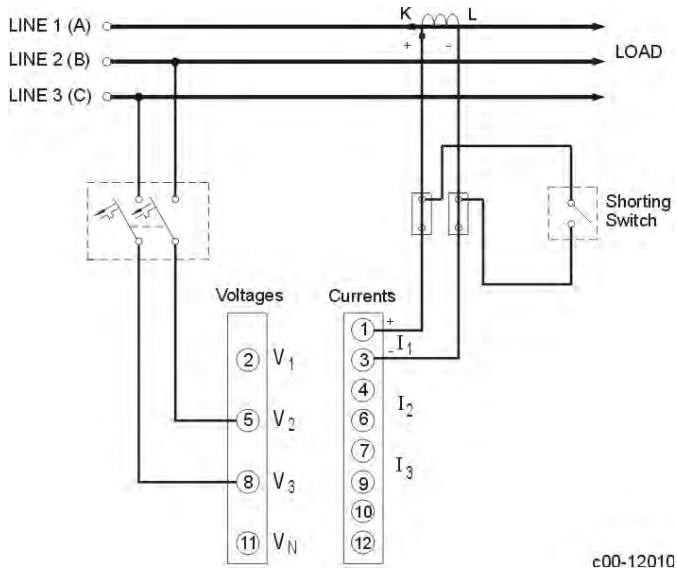 K L
LINE 1 (A)
+ -
LINE 2 (B)
LOAD
LINE 3 (C)
Shorting
Switch
Voltages
Currents
1 +
2 V1
3 - I1
4
5 V2
6 I2
7
8 V3
9 I3
10
11 VN
12
c00-12010